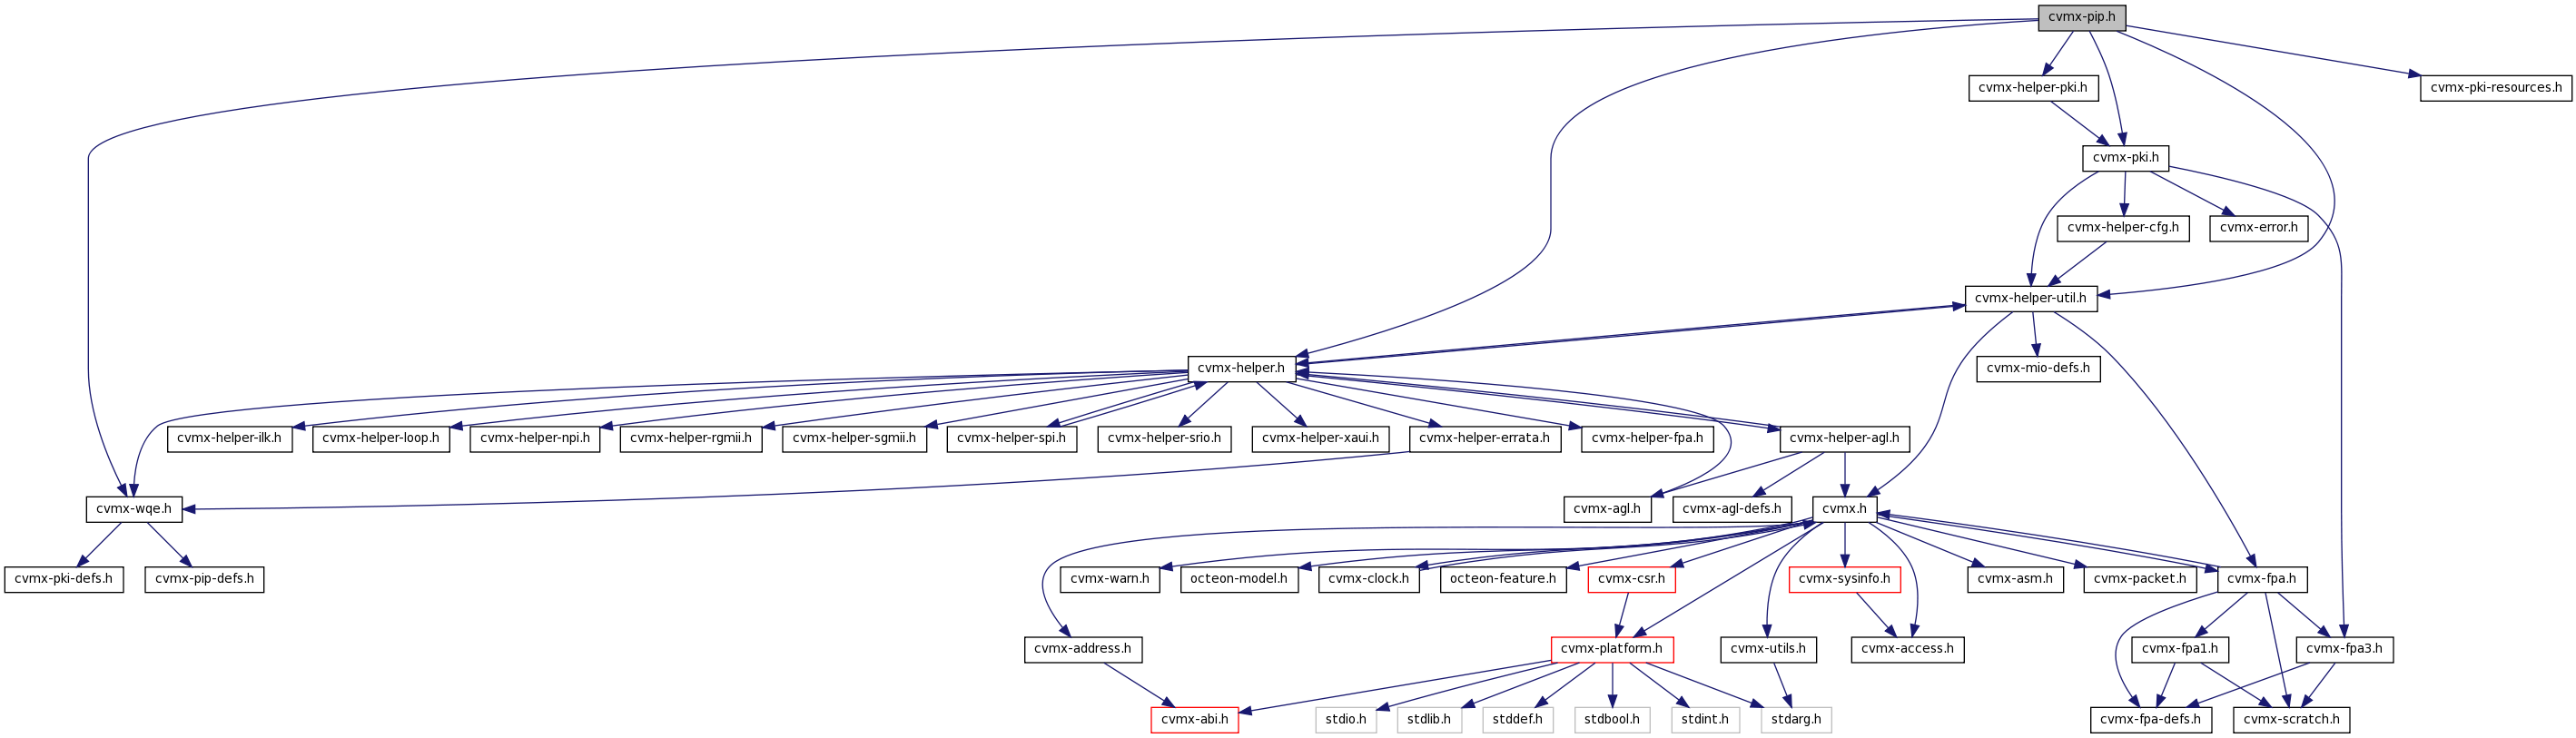 cvmx-pip.h
cvmx-helper-pki.h
cvmx-pki-resources.h
cvmx-pki.h
cvmx-helper-cfg.h
cvmx-error.h
cvmx-helper-util.h
cvmx-helper.h
cvmx-mio-defs.h
cvmx-helper-ilk.h
cvmx-helper-loop.h
cvmx-helper-npi.h
cvmx-helper-rgmii.h
cvmx-helper-sgmii.h
cvmx-helper-spi.h
cvmx-helper-srio.h
cvmx-helper-xaui.h
cvmx-helper-errata.h
cvmx-helper-fpa.h
cvmx-helper-agl.h
cvmx-wqe.h
cvmx-agl.h
cvmx-agl-defs.h
cvmx.h
cvmx-pki-defs.h
cvmx-pip-defs.h
cvmx-warn.h
octeon-model.h
cvmx-clock.h
octeon-feature.h
cvmx-csr.h
cvmx-sysinfo.h
cvmx-asm.h
cvmx-packet.h
cvmx-fpa.h
cvmx-address.h
cvmx-platform.h
cvmx-utils.h
cvmx-access.h
cvmx-fpa1.h
cvmx-fpa3.h
cvmx-abi.h
stdio.h
stdlib.h
stddef.h
stdbool.h
stdint.h
stdarg.h
cvmx-fpa-defs.h
cvmx-scratch.h